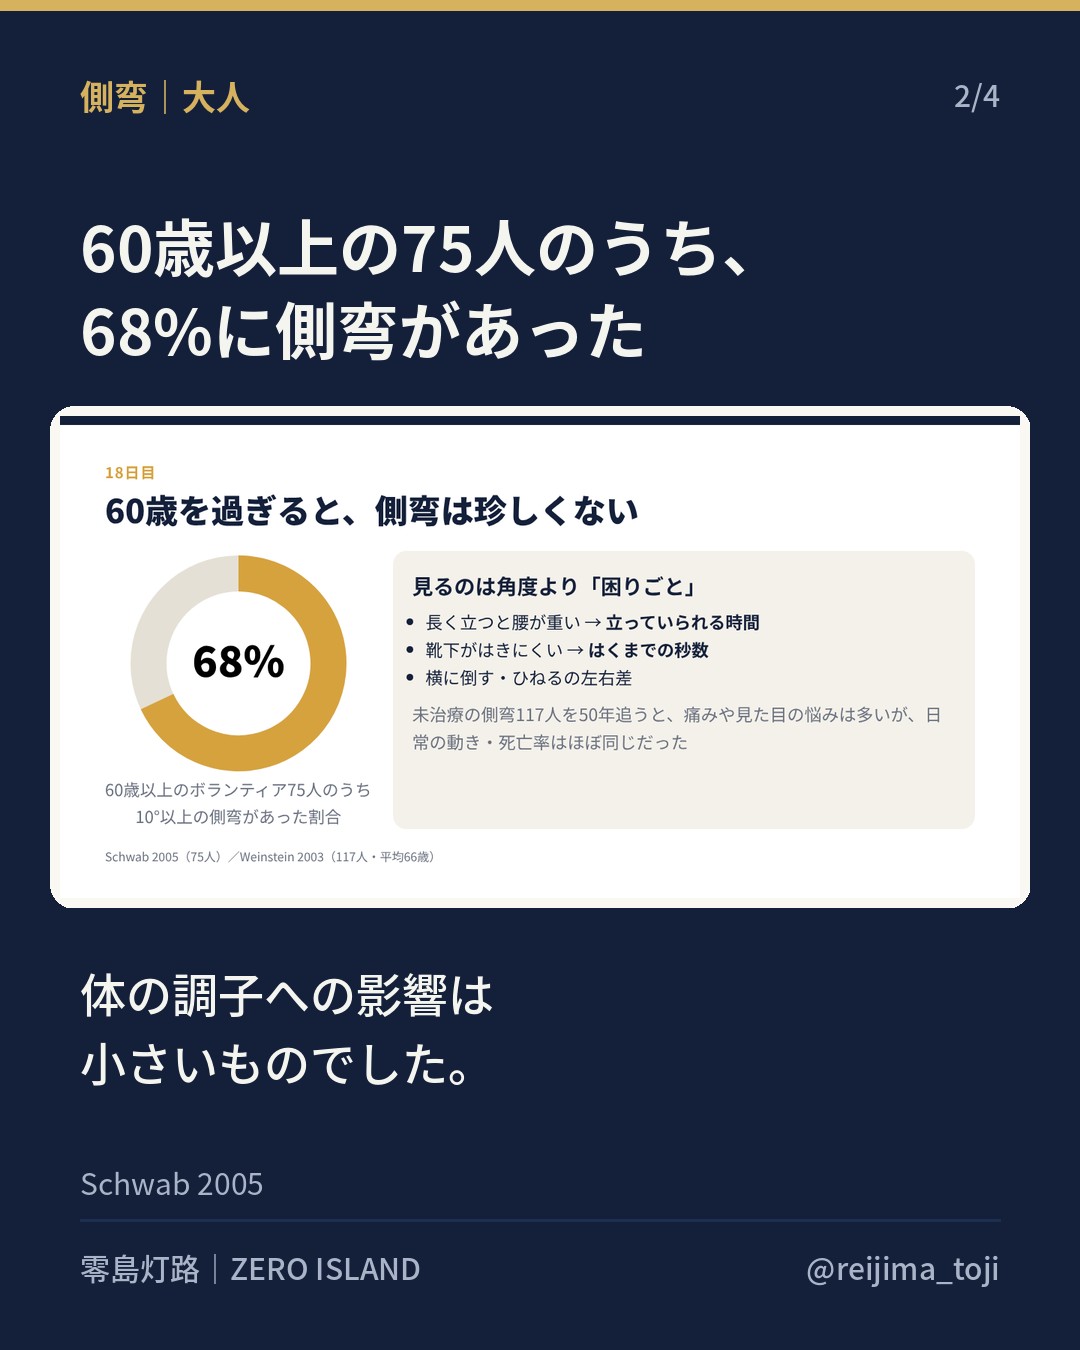 側弯｜大人
2/4
60歳以上の75人のうち、
68%に側弯があった
18日目
60歳を過ぎると、側弯は珍しくない
68%
60歳以上のボランティア75人のうち
10°以上の側弯があった割合
見るのは角度より「困りごと」
• 長く立つと腰が重い → 立っていられる時間
• 靴下がはきにくい → はくまでの秒数
• 横に倒す・ひねるの左右差
未治療の側弯117人を50年追うと、痛みや見た目の悩みは多いが、日
常の動き・死亡率はほぼ同じだった
Schwab 2005（75人）／Weinstein 2003（117人・平均66歳）
体の調子への影響は
小さいものでした。
Schwab 2005
零島灯路｜ZERO ISLAND
@reijima_toji